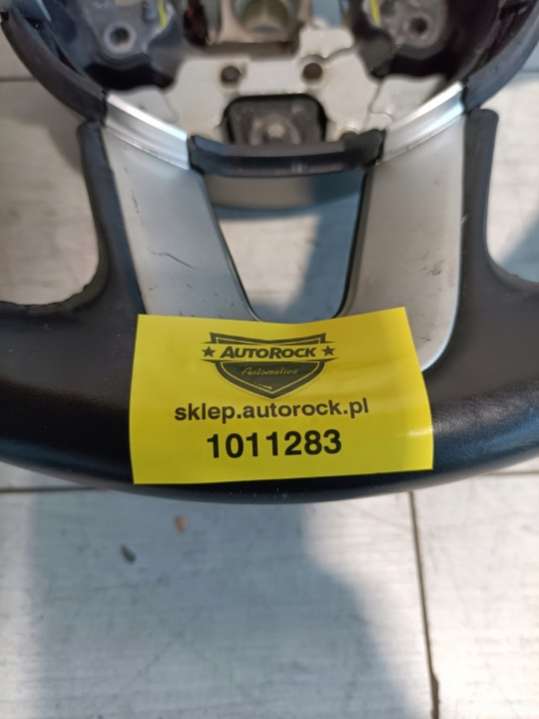 ★ AUTOROCK ★
Automotive
sklep.autorock.pl
1011283